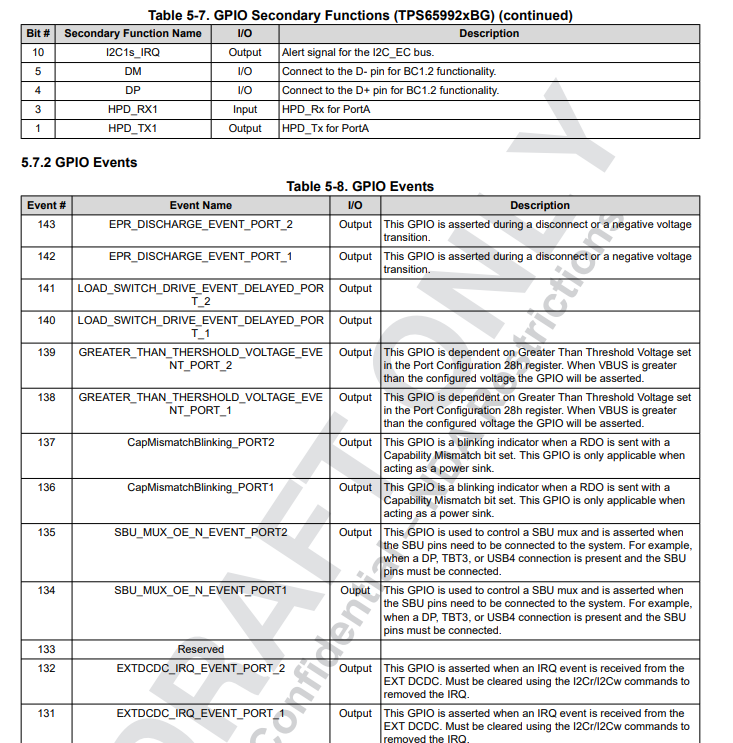 Table 5-7. GPIO Secondary Functions (TPS65992xBG) (continued)
Bit # Secondary Function Name I/O Description
10 I2C1s_IRQ Output Alert signal for the I2C_EC bus.
5 DM I/O Connect to the D- pin for BC1.2 functionality.
4 DP I/O Connect to the D+ pin for BC1.2 functionality.
3 HPD_RX1 Input HPD_Rx for PortA
1 HPD_TX1 Output HPD_Tx for PortA
5.7.2 GPIO Events
Table 5-8. GPIO Events
Event # Event Name I/O Description
143 EPR_DISCHARGE_EVENT_PORT_2 Output This GPIO is asserted during a disconnect or a negative voltage
transition.
142 EPR_DISCHARGE_EVENT_PORT_1 Output This GPIO is asserted during a disconnect or a negative voltage
transition.
141 LOAD_SWITCH_DRIVE_EVENT_DELAYED_POR Output
T_2
140 LOAD_SWITCH_DRIVE_EVENT_DELAYED_POR Output
T_1
139 GREATER_THAN_THERSHOLD_VOLTAGE_EVE Output This GPIO is dependent on Greater Than Threshold Voltage set
NT_PORT_2 in the Port Configuration 28h register. When VBUS is greater
than the configured voltage the GPIO will be asserted.
138 GREATER_THAN_THERSHOLD_VOLTAGE_EVE Output This GPIO is dependent on Greater Than Threshold Voltage set
NT_PORT_1 in the Port Configuration 28h register. When VBUS is greater
than the configured voltage the GPIO will be asserted.
137 CapMismatchBlinking_PORT2 Output This GPIO is a blinking indicator when a RDO is sent with a
Capability Mismatch bit set. This GPIO is only applicable when
acting as a power sink.
136 CapMismatchBlinking_PORT1 Output This GPIO is a blinking indicator when a RDO is sent with a
Capability Mismatch bit set. This GPIO is only applicable when
acting as a power sink.
135 SBU_MUX_OE_N_EVENT_PORT2 Output This GPIO is used to control a SBU mux and is asserted when
the SBU pins need to be connected to the system. For example,
when a DP, TBT3, or USB4 connection is present and the SBU
pins must be connected.
134 SBU_MUX_OE_N_EVENT_PORT1 Ouput This GPIO is used to control a SBU mux and is asserted when
the SBU pins need to be connected to the system. For example,
when a DP, TBT3, or USB4 connection is present and the SBU
pins must be connected.
133 Reserved
132 EXTDCDC_IRQ_EVENT_PORT_2 Output This GPIO is asserted when an IRQ event is received from the
EXT DCDC. Must be cleared using the I2Cr/I2Cw commands to
removed the IRQ.
131 EXTDCDC_IRQ_EVENT_PORT_1 Output This GPIO is asserted when an IRQ event is received from the
EXT DCDC. Must be cleared using the I2Cr/I2Cw commands to
removed the IRQ.
DRAFT ONLY
Confidential - NDA Restrictions